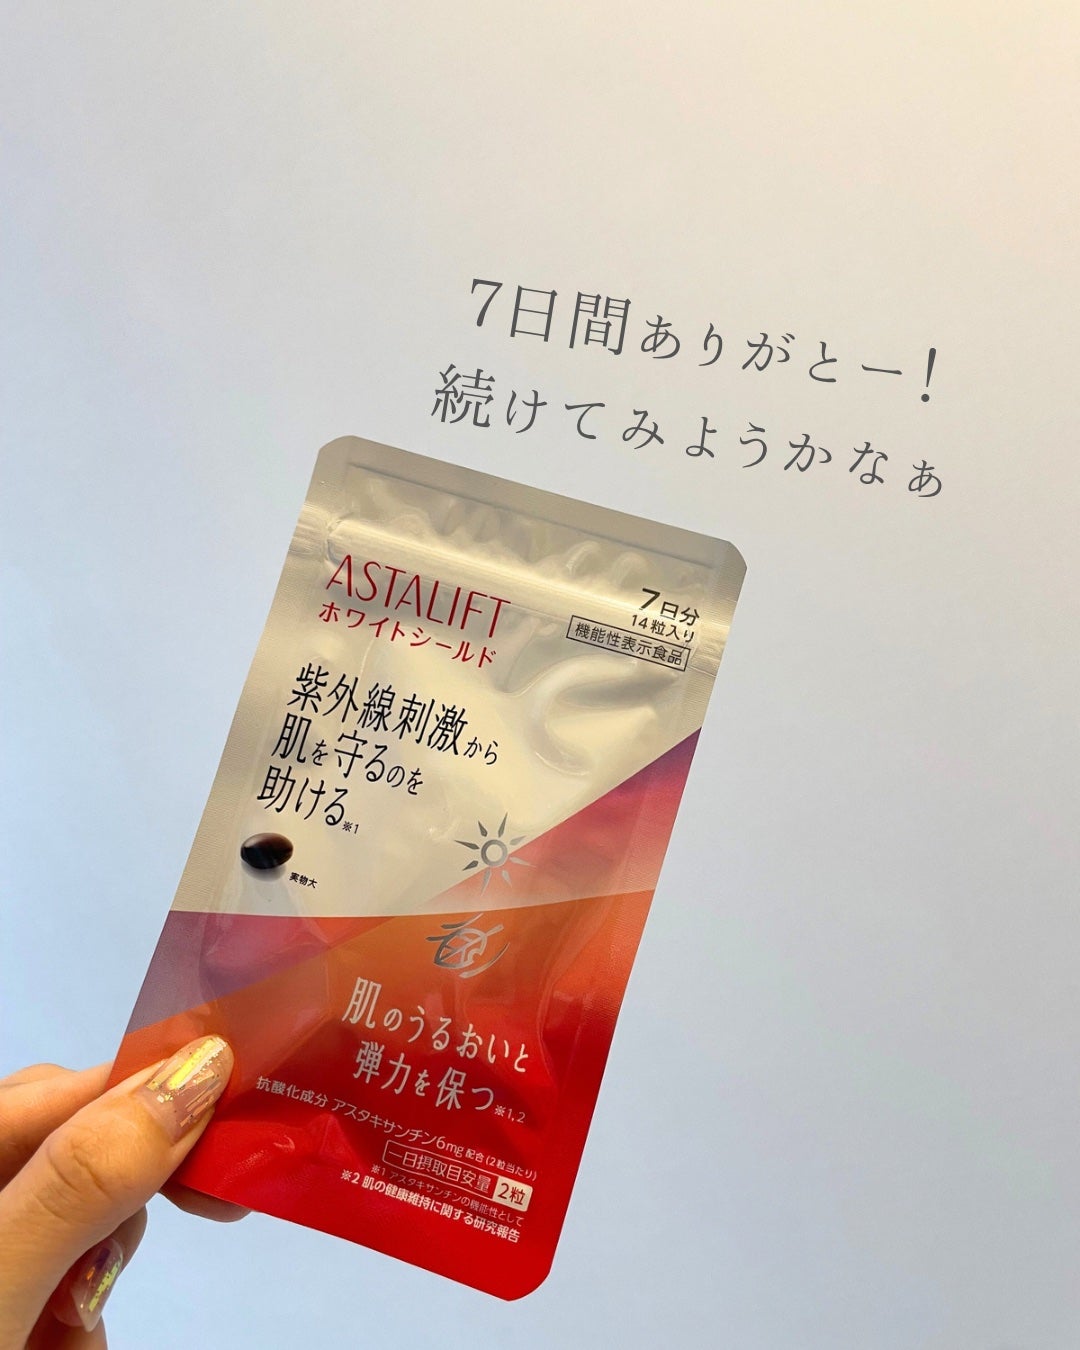 7日間ありがとー!
続けてみようかなぁ
ASTALIFT
ホワイトシールド
7日分
14粒入り
機能性表示食品
紫外線刺激から
肌を守るのを
助ける※1
実物大
肌のうるおいと
弾力を保つ※1,2
抗酸化成分 アスタキサンチン6mg 配合(2粒当たり)
一日摂取目安量 2粒
※1 アスタキサンチンの機能性として
※2 肌の健康維持に関する研究報告